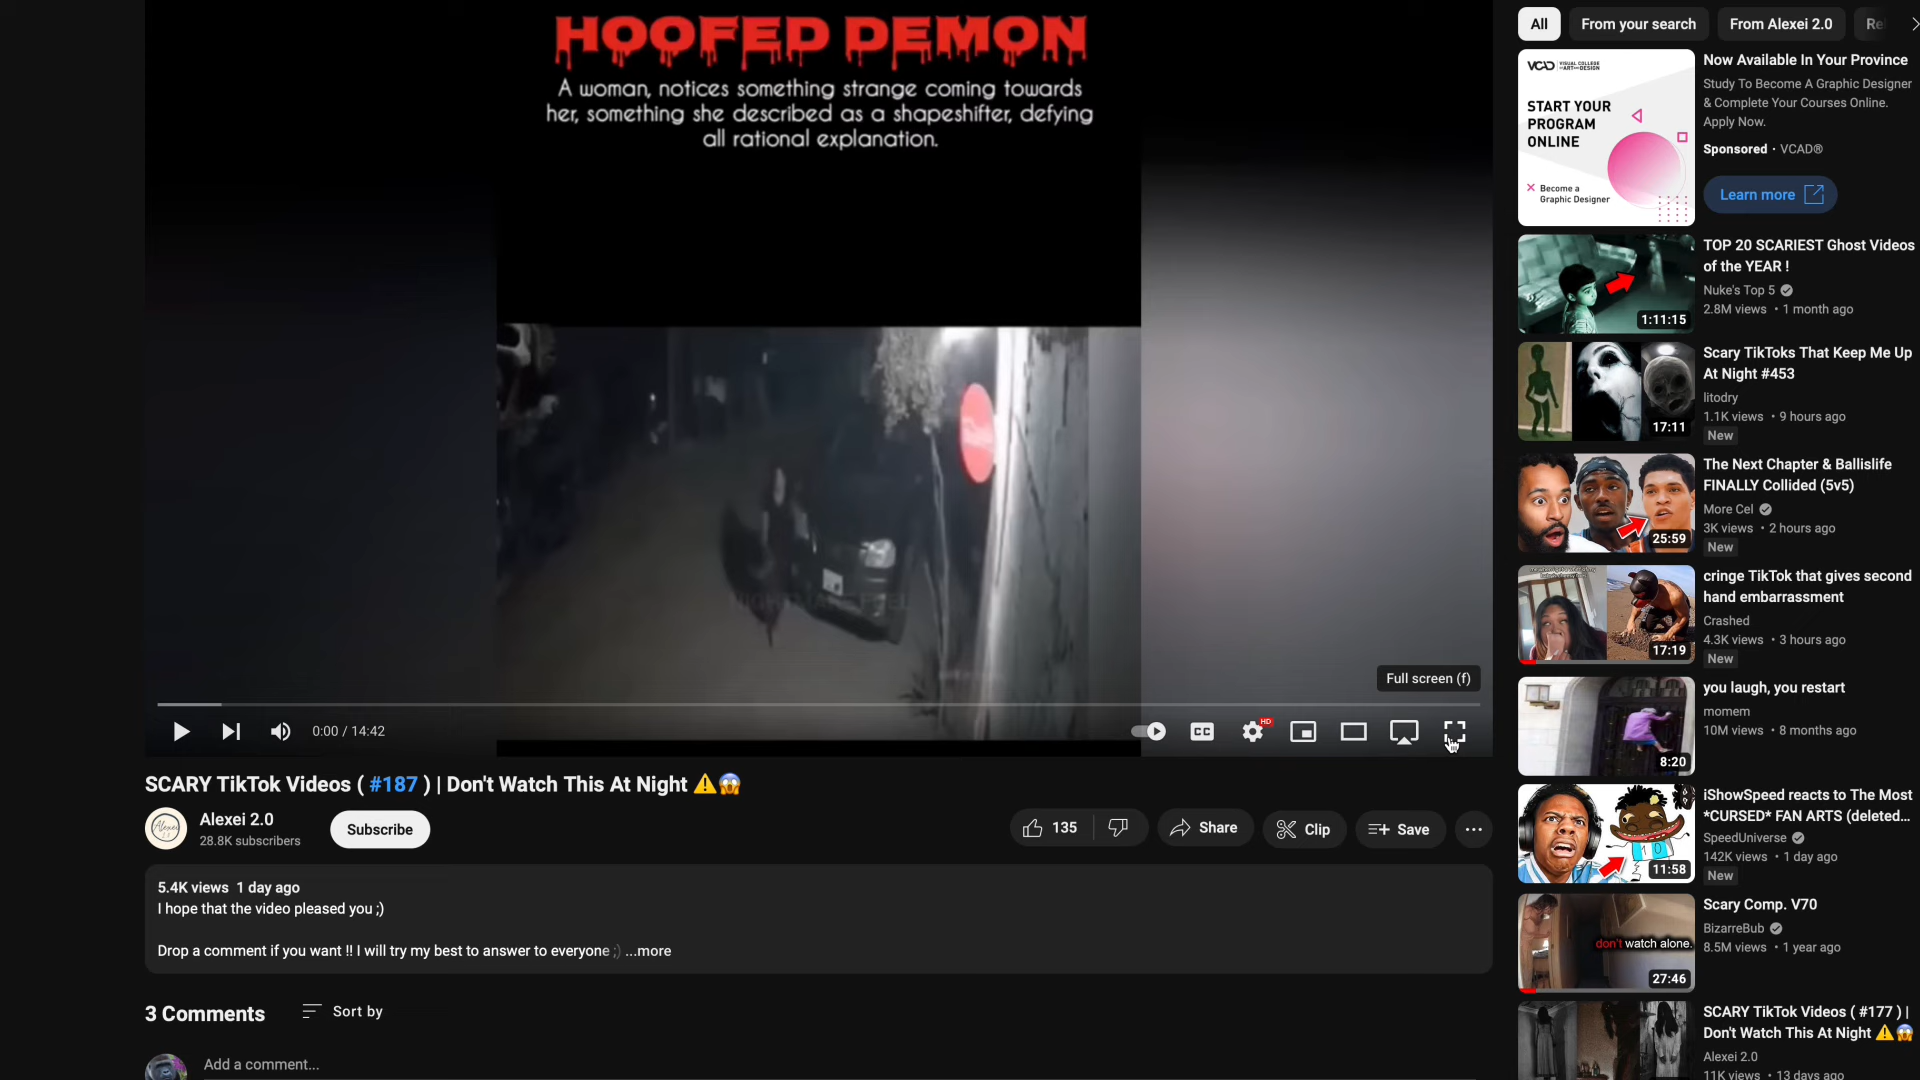 HOOFED DEMON
A woman, notices something strange coming towards
her, something she described as a shapeshifter, defying
all rational explanation.
Full screen (f)
0:00 / 14:42
CC
HD
SCARY TikTok Videos ( #187 ) | Don't Watch This At Night ⚠️😱
Alexei 2.0
28.8K subscribers
Subscribe
135
Share
Clip
Save
5.4K views 1 day ago
I hope that the video pleased you ;)
Drop a comment if you want !! I will try my best to answer to everyone ;) ...more
3 Comments
Sort by
Add a comment...
All
From your search
From Alexei 2.0
VCAD VISUAL COLLEGE of ART and DESIGN
START YOUR
PROGRAM
ONLINE
Become a
Graphic Designer
Now Available In Your Province
Study To Become A Graphic Designer
& Complete Your Courses Online.
Apply Now.
Sponsored · VCAD®
Learn more
1:11:15
TOP 20 SCARIEST Ghost Videos
of the YEAR !
Nuke's Top 5
2.8M views • 1 month ago
17:11
Scary TikToks That Keep Me Up
At Night #453
litodry
1.1K views • 9 hours ago
New
25:59
The Next Chapter & Ballislife
FINALLY Collided (5v5)
More Cel
3K views • 2 hours ago
New
17:19
cringe TikTok that gives second
hand embarrassment
Crashed
4.3K views • 3 hours ago
New
8:20
you laugh, you restart
momem
10M views • 8 months ago
10
11:58
iShowSpeed reacts to The Most
*CURSED* FAN ARTS (deleted...
SpeedUniverse
142K views • 1 day ago
New
don't watch alone.
27:46
Scary Comp. V70
BizarreBub
8.5M views • 1 year ago
SCARY TikTok Videos ( #177 ) |
Don't Watch This At Night ⚠️😱
Alexei 2.0
11K views • 13 days ago